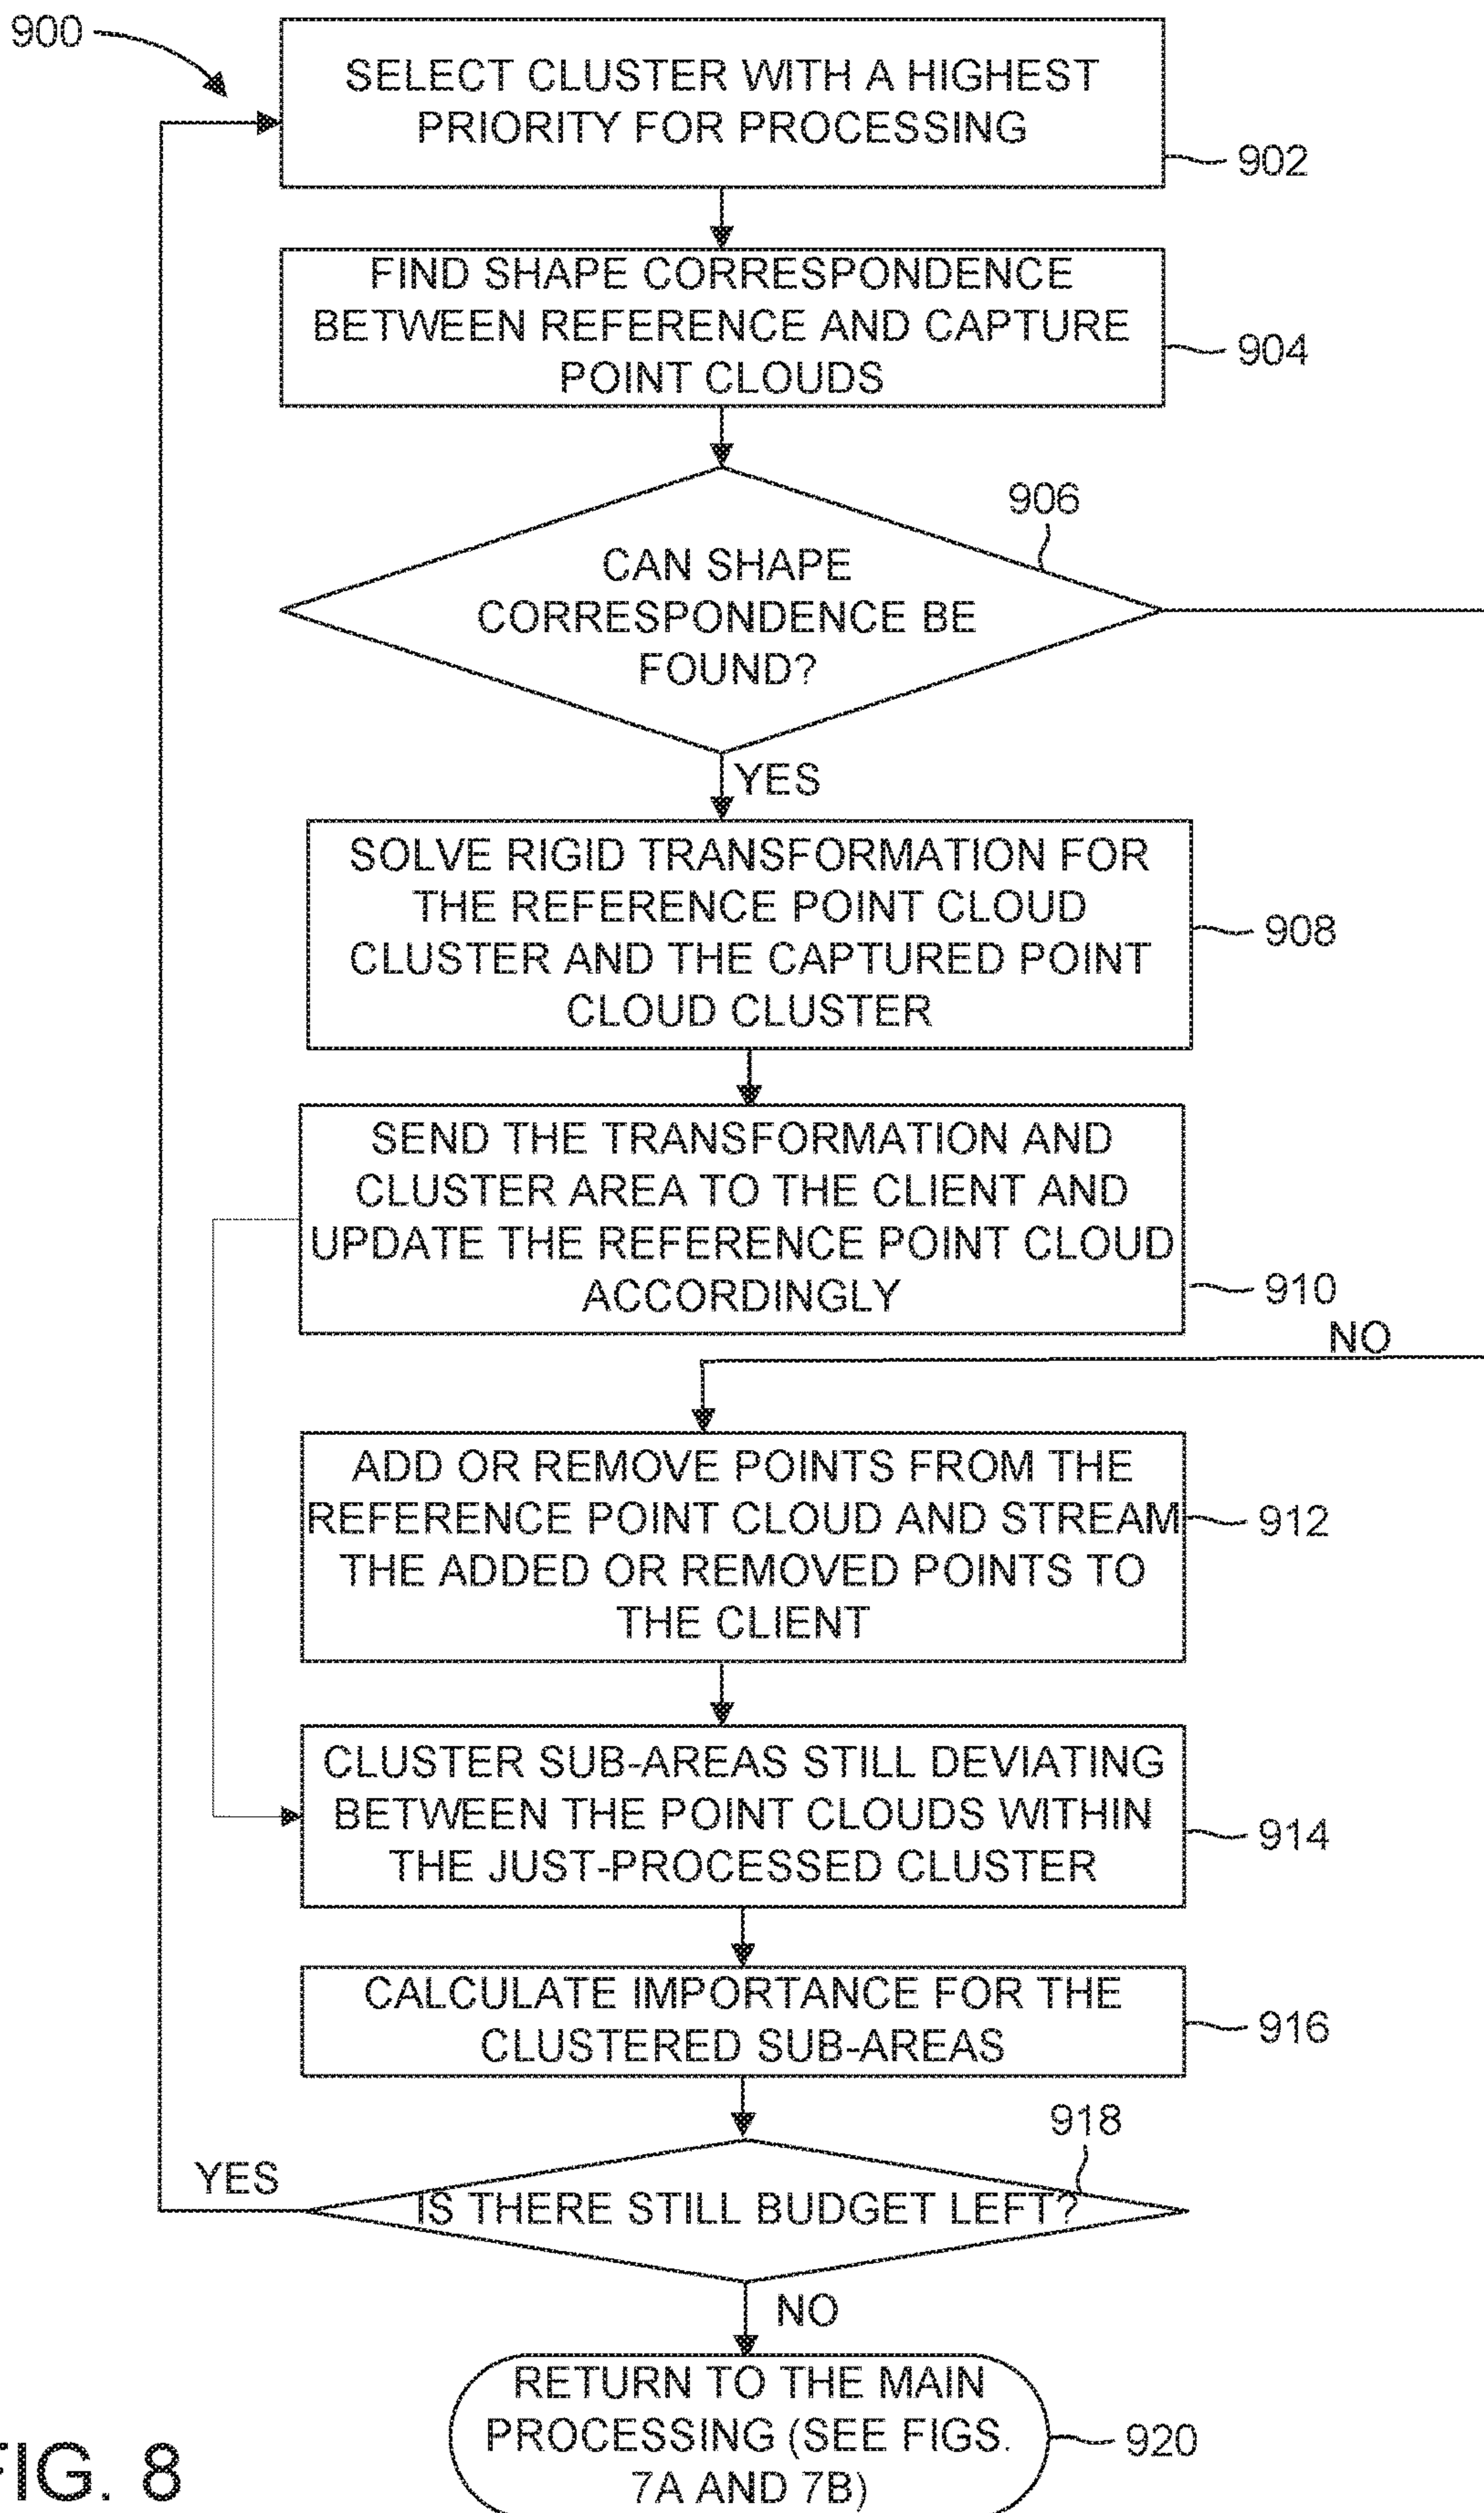 900
SELECT CLUSTER WITH A HIGHEST
PRIORITY FOR PROCESSING
902
FIND SHAPE CORRESPONDENCE
BETWEEN REFERENCE AND CAPTURE
POINT CLOUDS
904
906
CAN SHAPE
CORRESPONDENCE BE
FOUND?
YES
SOLVE RIGID TRANSFORMATION FOR
THE REFERENCE POINT CLOUD
CLUSTER AND THE CAPTURED POINT
CLOUD CLUSTER
908
SEND THE TRANSFORMATION AND
CLUSTER AREA TO THE CLIENT AND
UPDATE THE REFERENCE POINT CLOUD
ACCORDINGLY
910
NO
ADD OR REMOVE POINTS FROM THE
REFERENCE POINT CLOUD AND STREAM
THE ADDED OR REMOVED POINTS TO
THE CLIENT
912
CLUSTER SUB-AREAS STILL DEVIATING
BETWEEN THE POINT CLOUDS WITHIN
THE JUST-PROCESSED CLUSTER
914
CALCULATE IMPORTANCE FOR THE
CLUSTERED SUB-AREAS
916
918
YES
IS THERE STILL BUDGET LEFT?
NO
RETURN TO THE MAIN
PROCESSING (SEE FIGS.
7A AND 7B)
920
FIG. 8